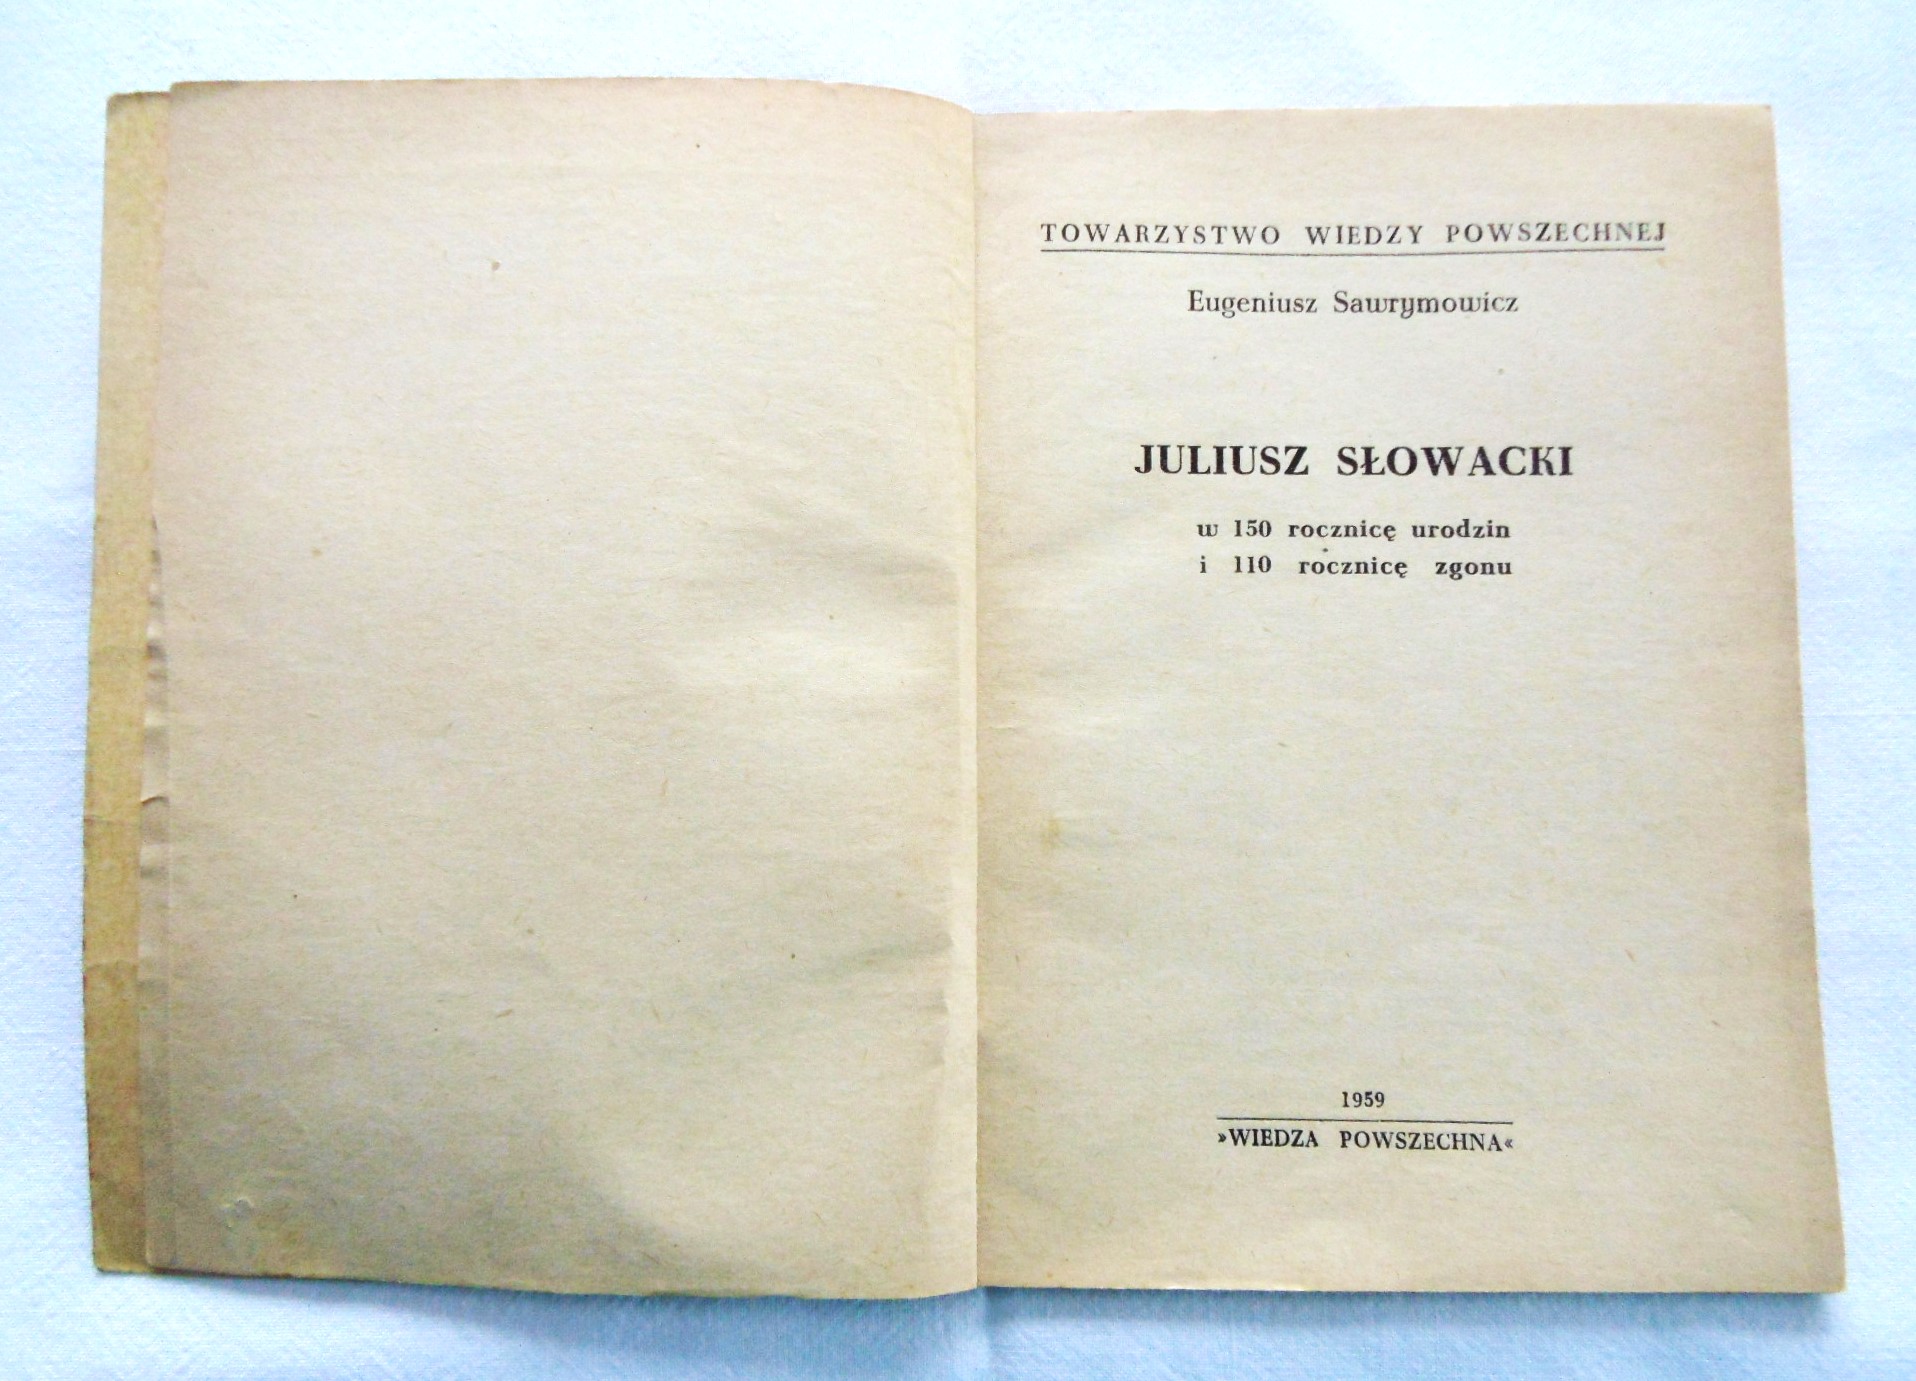 TOWARZYSTWO WIEDZY POWSZECHNEJ
Eugeniusz Sawrymowicz
JULIUSZ SŁOWACKI
w 150 rocznicę urodzin
i 110 rocznicę zgonu
1959
»WIEDZA POWSZECHNA«